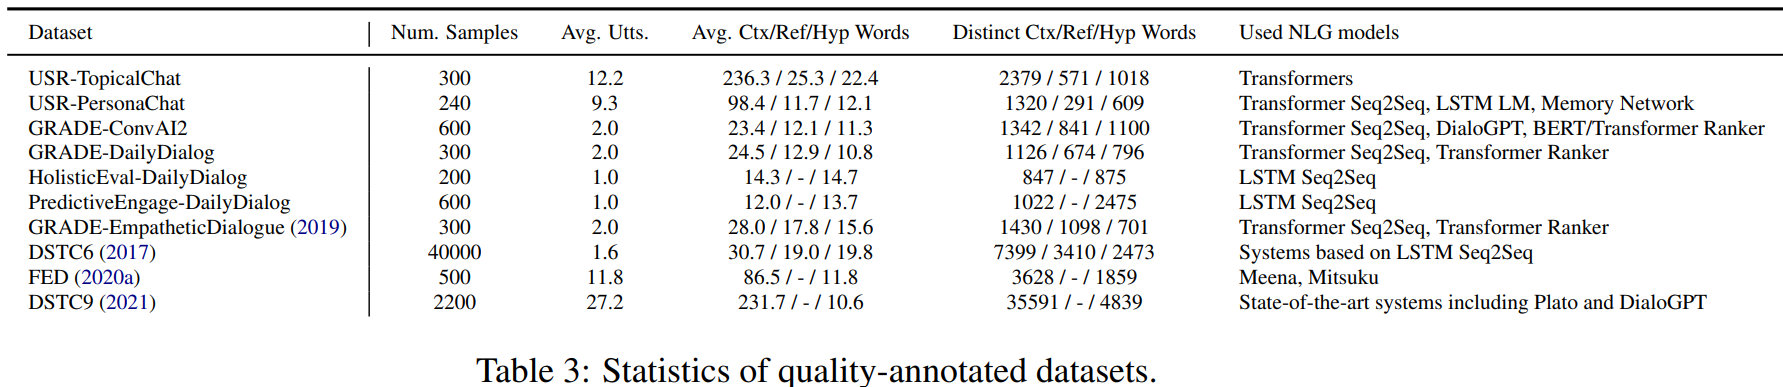 Dataset Num. Samples Avg. Utts. Avg. Ctx/Ref/Hyp Words Distinct Ctx/Ref/Hyp Words Used NLG models
USR-TopicalChat 300 12.2 236.3 / 25.3 / 22.4 2379 / 571 / 1018 Transformers
USR-PersonaChat 240 9.3 98.4 / 11.7 / 12.1 1320 / 291 / 609 Transformer Seq2Seq, LSTM LM, Memory Network
GRADE-ConvAI2 600 2.0 23.4 / 12.1 / 11.3 1342 / 841 / 1100 Transformer Seq2Seq, DialoGPT, BERT/Transformer Ranker
GRADE-DailyDialog 300 2.0 24.5 / 12.9 / 10.8 1126 / 674 / 796 Transformer Seq2Seq, Transformer Ranker
HolisticEval-DailyDialog 200 1.0 14.3 / - / 14.7 847 / - / 875 LSTM Seq2Seq
PredictiveEngage-DailyDialog 600 1.0 12.0 / - / 13.7 1022 / - / 2475 LSTM Seq2Seq
GRADE-EmpatheticDialogue (2019) 300 2.0 28.0 / 17.8 / 15.6 1430 / 1098 / 701 Transformer Seq2Seq, Transformer Ranker
DSTC6 (2017) 40000 1.6 30.7 / 19.0 / 19.8 7399 / 3410 / 2473 Systems based on LSTM Seq2Seq
FED (2020a) 500 11.8 86.5 / - / 11.8 3628 / - / 1859 Meena, Mitsuku
DSTC9 (2021) 2200 27.2 231.7 / - / 10.6 35591 / - / 4839 State-of-the-art systems including Plato and DialoGPT
Table 3: Statistics of quality-annotated datasets.